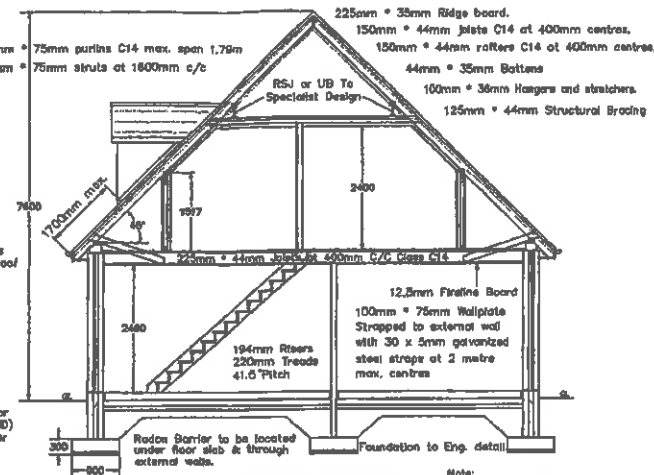 225mm * 35mm Ridge board.
150mm * 44mm joists C14 at 400mm centres.
* 75mm purlins C14 max. span 1,79m
150mm * 44mm rafters C14 at 400mm centres
* 75mm struts at 1600mm c/c
44mm * 35mm Battens
RSJ or UB To
Specialist Design
100mm * 36mm Hangers and stretchers.
125mm * 44mm Structural Bracing
7600
1700mm max.
2400
45°
225mm * 44mm Joists at 400mm C/C Class C14
12.5mm Fireline Board
100mm * 75mm Wallplate
Strapped to external wall
with 30 x 5mm galvanized
steel straps at 2 metre
max. centres
194mm Risers
220mm Treads
41.6°Pitch
300
Radon Barrier to be located
under floor slab & through
external walls.
Foundation to Eng. detail
Note: